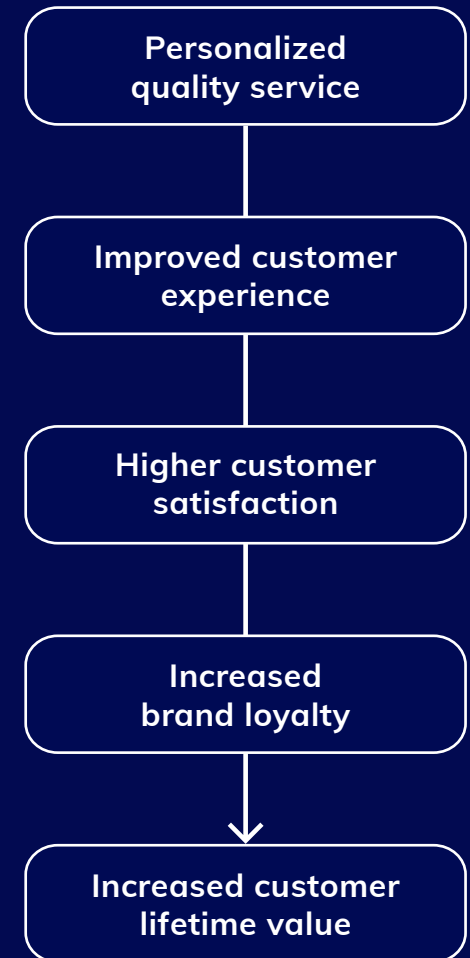 Personalized
quality service
Improved customer
experience
Higher customer
satisfaction
Increased
brand loyalty
Increased customer
lifetime value